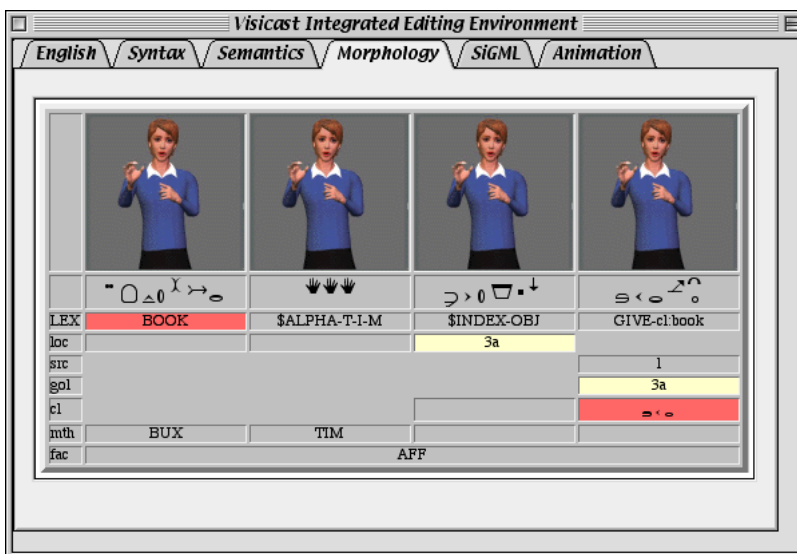 Visicast Integrated Editing Environment
English Syntax Semantics Morphology SiGML Animation
LEX BOOK $ALPHA-T-I-M $INDEX-OBJ GIVE-cl:book
loc 3a
src 1
gol 3a
cl
mth BUX TIM
fac AFF